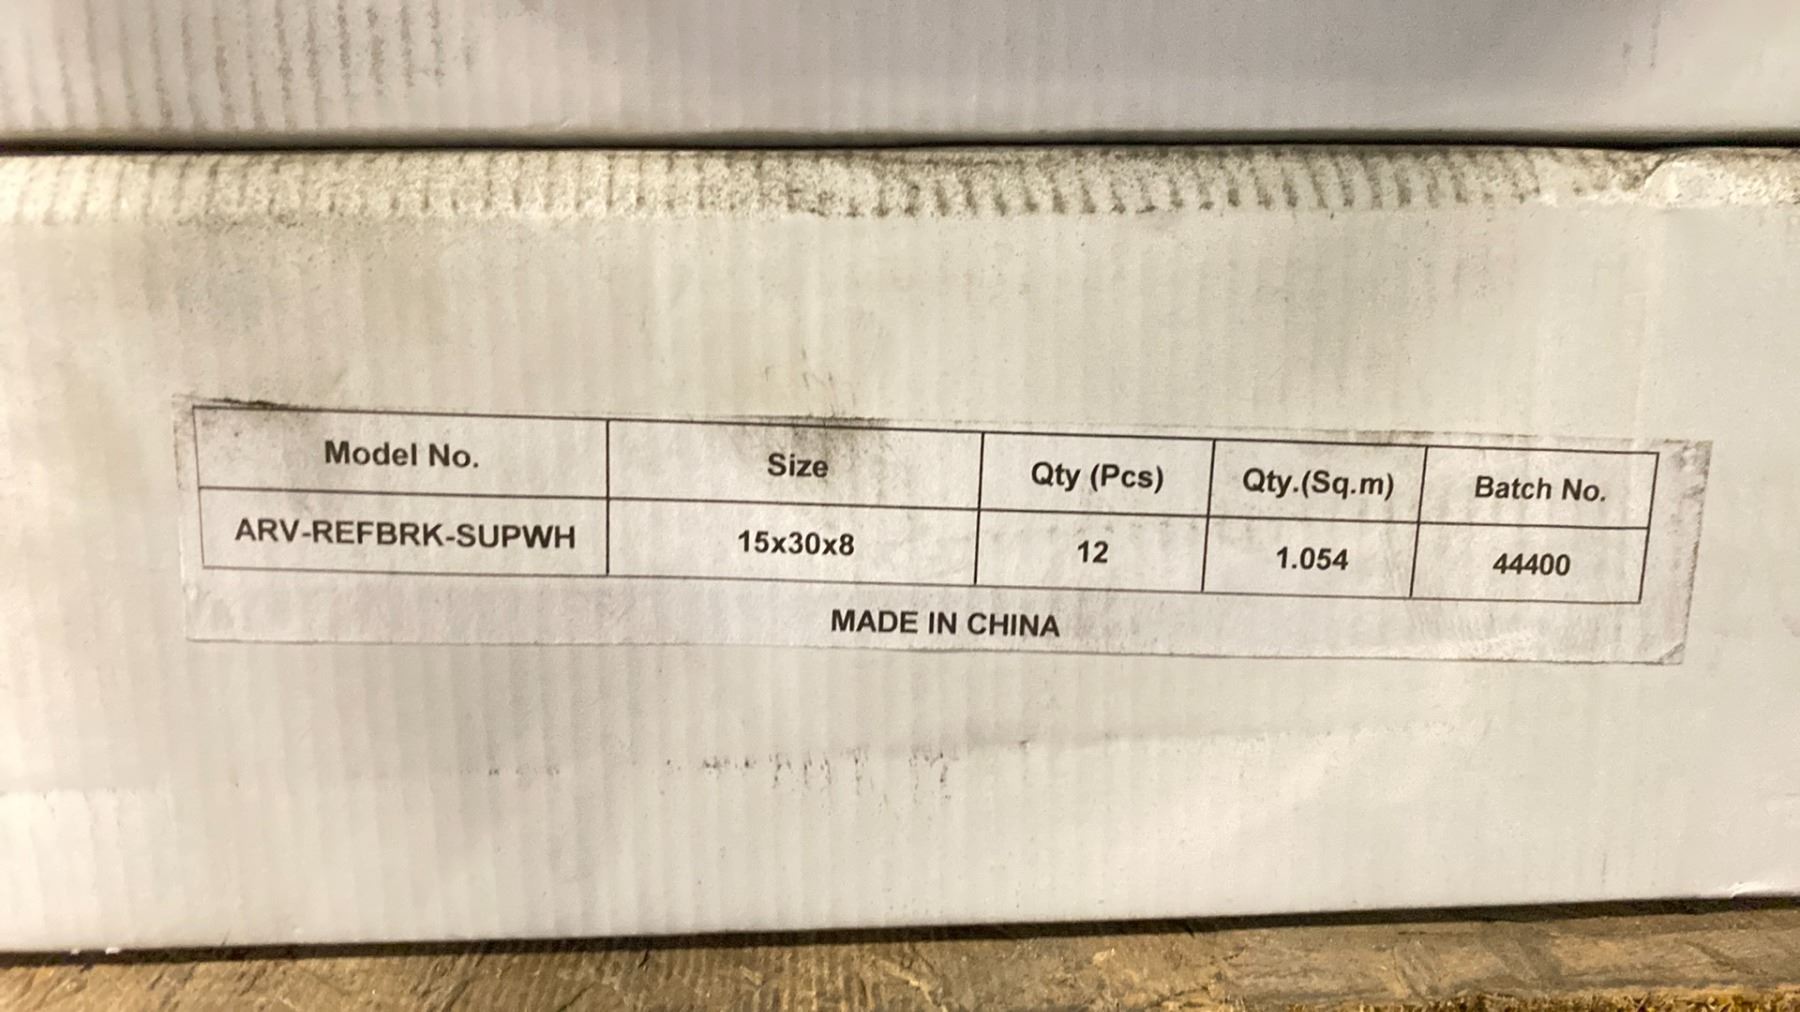 Model No. Size Qty (Pcs) Qty.(Sq.m) Batch No.
ARV-REFBRK-SUPWH 15x30x8 12 1.054 44400
MADE IN CHINA